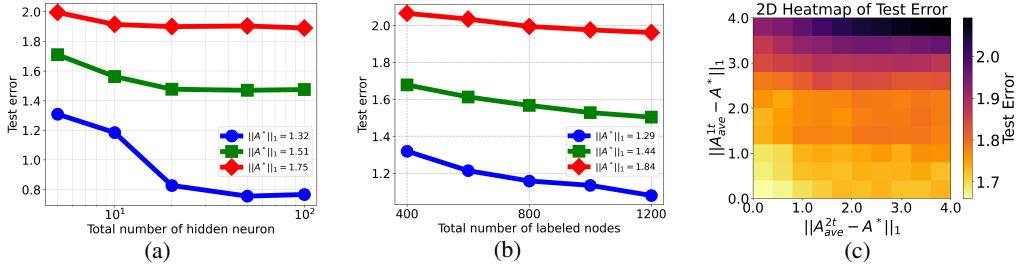 2.0
1.8
1.6
1.4
1.2
1.0
0.8
Test error
||A*||₁ = 1.32
||A*||₁ = 1.51
||A*||₁ = 1.75
10¹
10²
Total number of hidden neuron
(a)
2.0
1.8
1.6
1.4
1.2
Test error
||A*||₁ = 1.29
||A*||₁ = 1.44
||A*||₁ = 1.84
400
600
800
1000
1200
Total number of labeled nodes
(b)
2D Heatmap of Test Error
4.0
3.0
2.0
1.0
0.0
||A^{1t}_{ave} − A*||₁
0.0
1.0
2.0
3.0
4.0
||A^{2t}_{ave} − A*||₁
2.0
1.9
1.8
1.7
Test Error
(c)